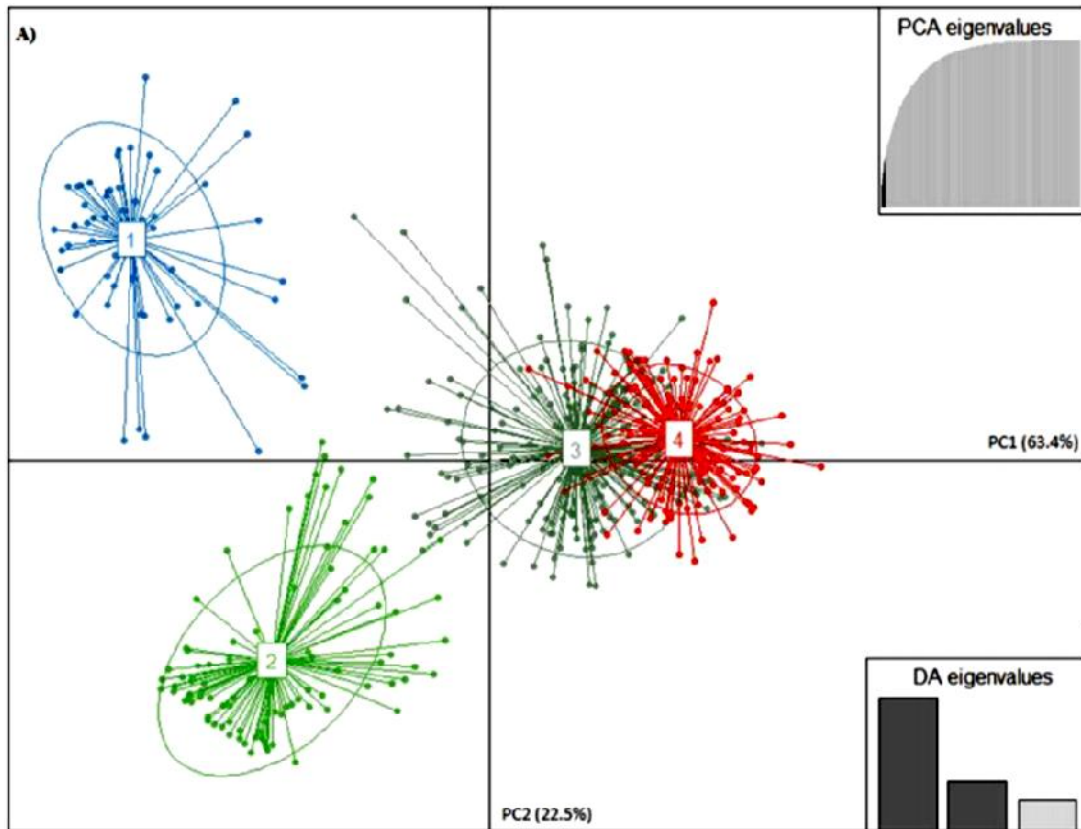 A)
PCA eigenvalues
1
3
4
PC1 (63.4%)
2
DA eigenvalues
PC2 (22.5%)